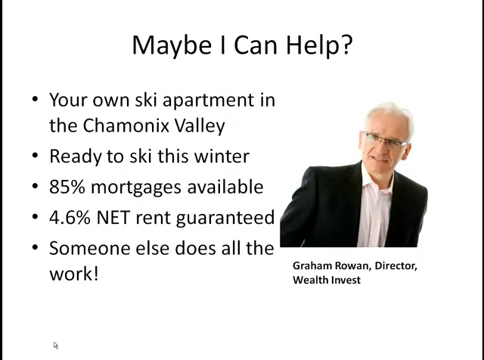 Maybe I Can Help?
• Your own ski apartment in
the Chamonix Valley
• Ready to ski this winter
• 85% mortgages available
• 4.6% NET rent guaranteed
• Someone else does all the
work!
Graham Rowan, Director,
Wealth Invest